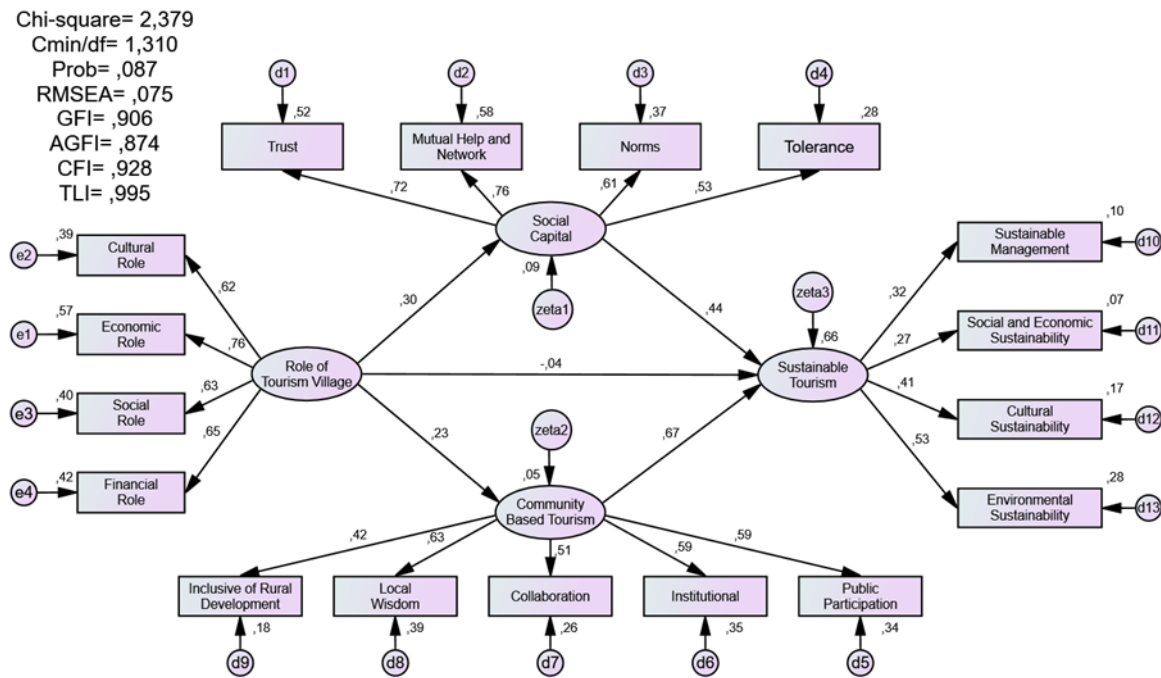 Chi-square= 2,379
Cmin/df= 1,310
Prob= ,087
RMSEA= ,075
GFI= ,906
AGFI= ,874
CFI= ,928
TLI= ,995
d1
d2
d3
d4
,52
,58
,37
,28
Trust
Mutual Help and
Network
Norms
Tolerance
,72
,76
,61
,53
Social
Capital
,09
zeta1
e2
,39
Cultural
Role
,62
e1
,57
Economic
Role
,76
e3
,40
Social
Role
,63
e4
,42
Financial
Role
,65
Role of
Tourism Village
,30
-,04
,23
,44
,67
zeta3
,66
Sustainable
Tourism
zeta2
,05
Community
Based Tourism
,32
,27
,41
,53
Sustainable
Management
,10
d10
Social and Economic
Sustainability
,07
d11
Cultural
Sustainability
,17
d12
Environmental
Sustainability
,28
d13
,42
,63
,51
,59
,59
Inclusive of Rural
Development
Local
Wisdom
Collaboration
Institutional
Public
Participation
,18
,39
,26
,35
,34
d9
d8
d7
d6
d5